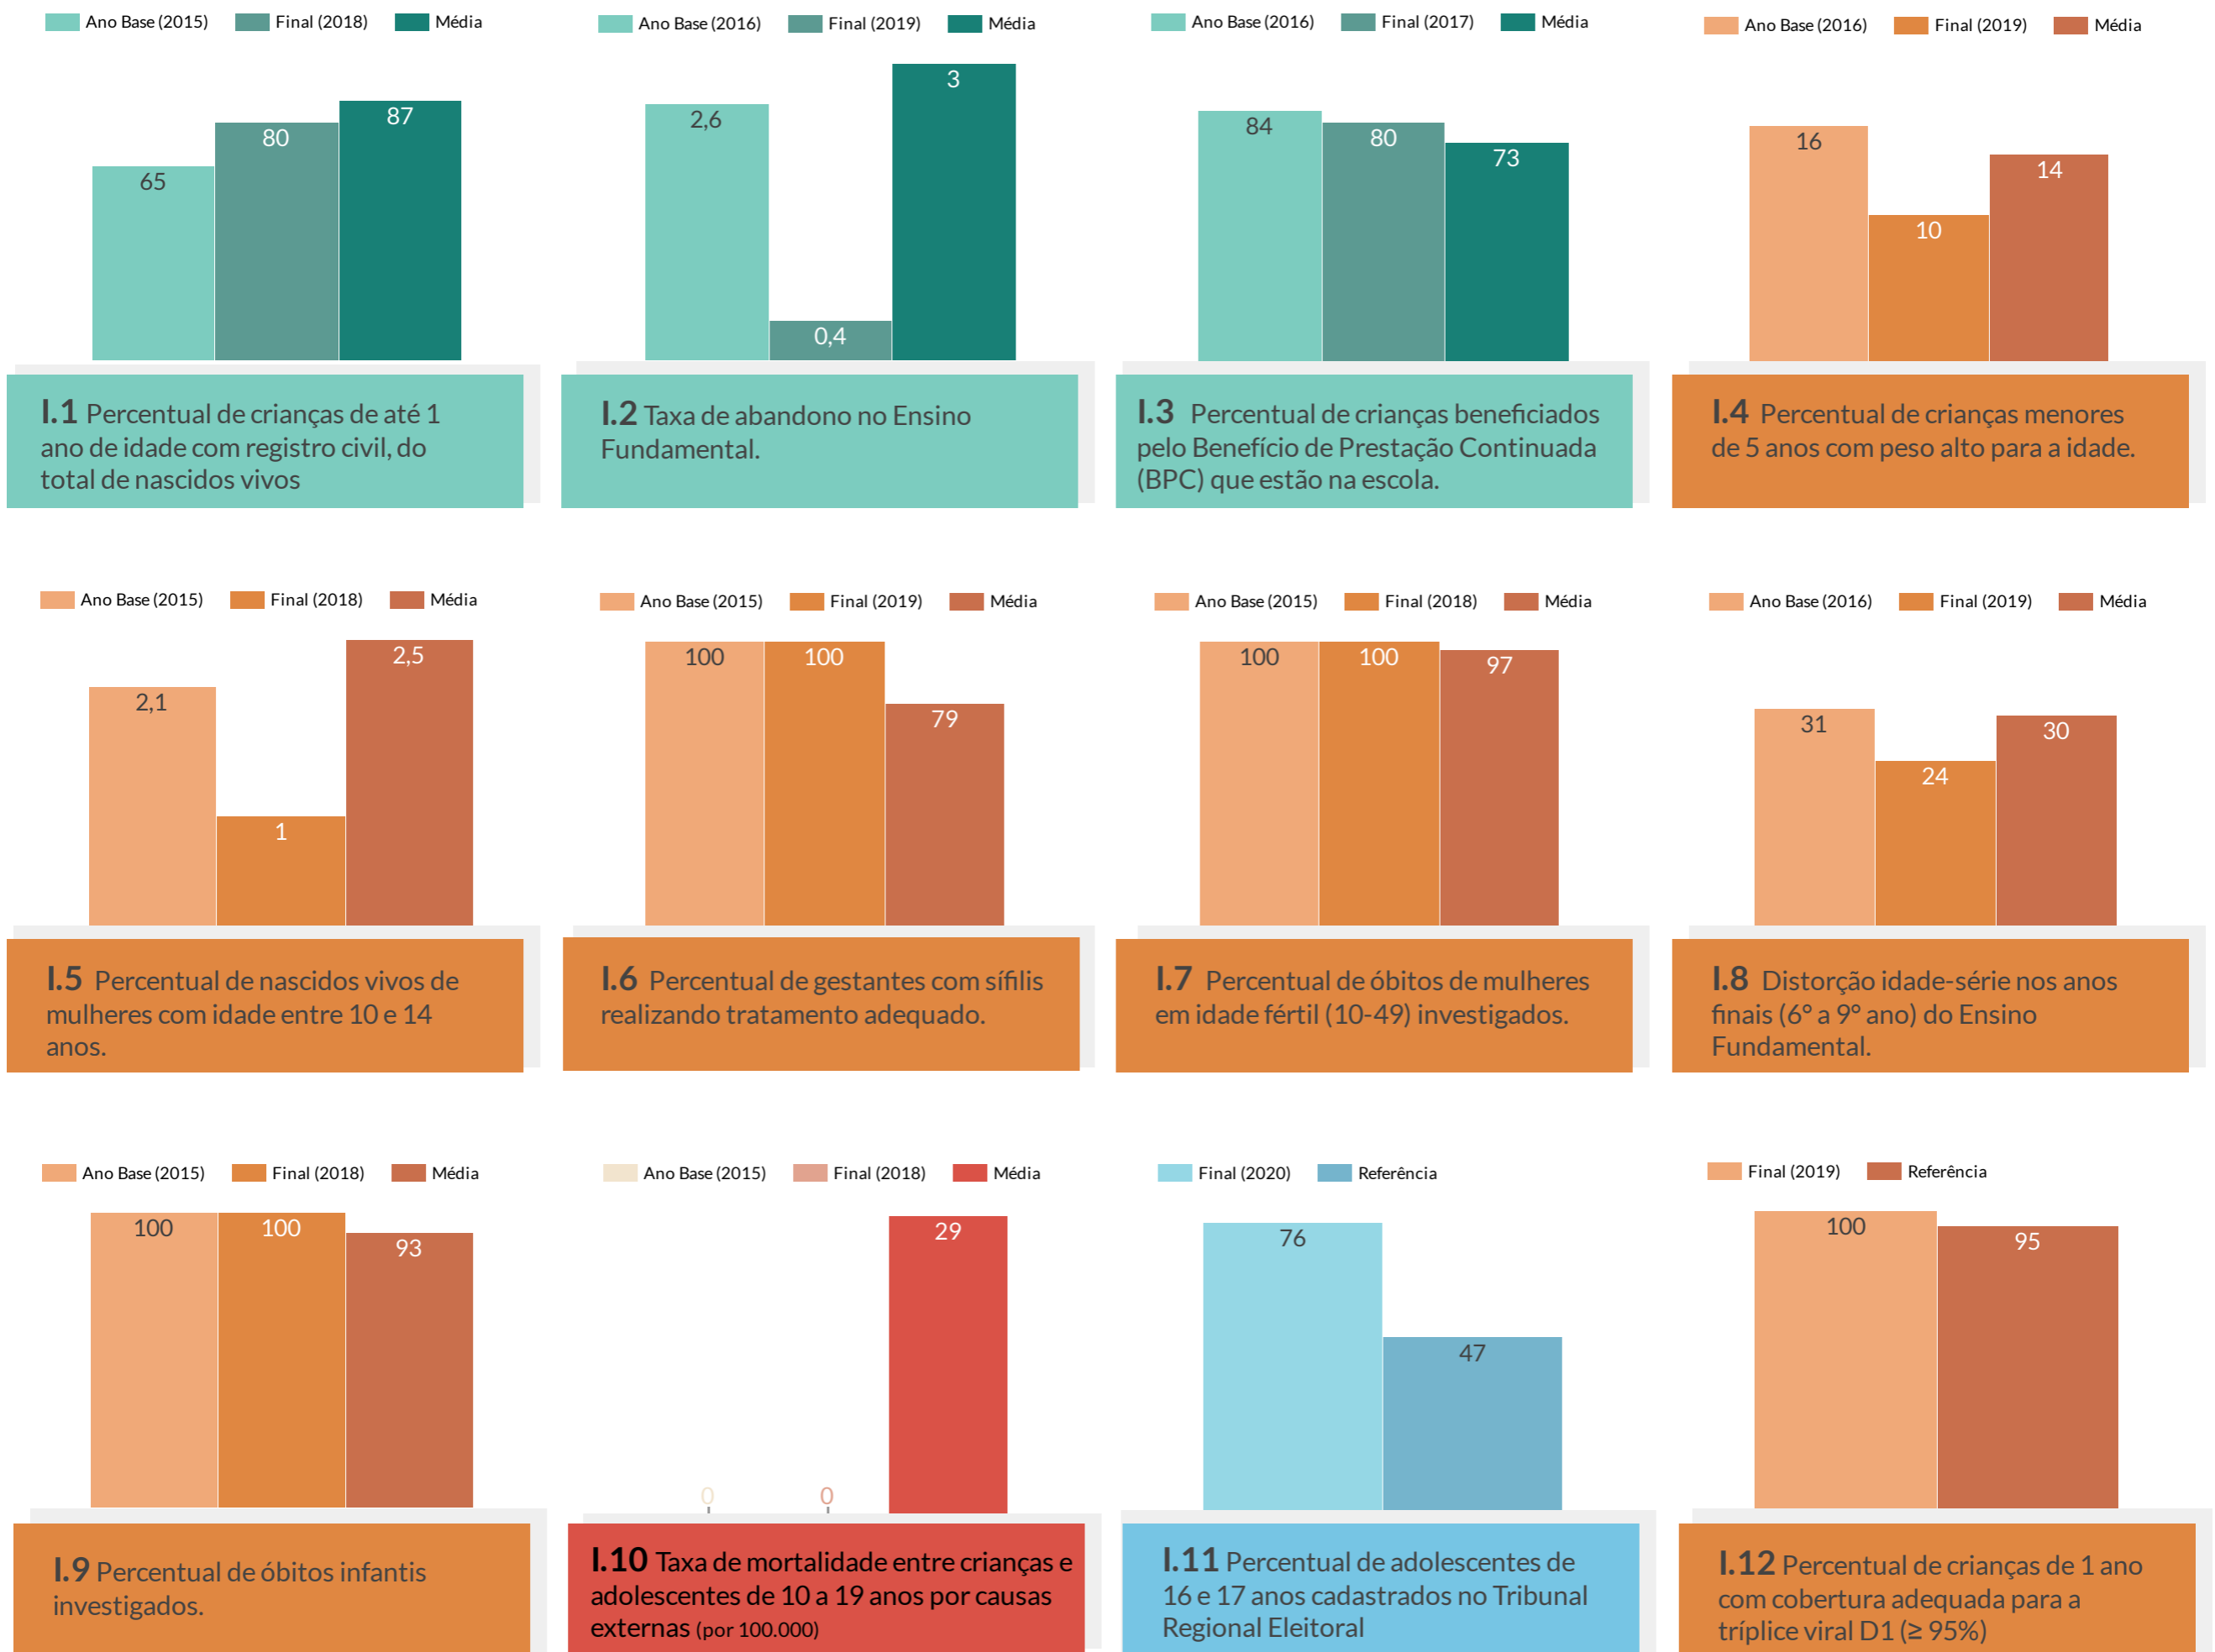 Ano Base (2015) Final (2018) Média
65
80
87
I.1 Percentual de crianças de até 1
ano de idade com registro civil, do
total de nascidos vivos
Ano Base (2016) Final (2019) Média
2,6
0,4
3
I.2 Taxa de abandono no Ensino
Fundamental.
Ano Base (2016) Final (2017) Média
84
80
73
I.3 Percentual de crianças beneficiados
pelo Benefício de Prestação Continuada
(BPC) que estão na escola.
Ano Base (2016) Final (2019) Média
16
10
14
I.4 Percentual de crianças menores
de 5 anos com peso alto para a idade.
Ano Base (2015) Final (2018) Média
2,1
1
2,5
I.5 Percentual de nascidos vivos de
mulheres com idade entre 10 e 14
anos.
Ano Base (2015) Final (2019) Média
100
100
79
I.6 Percentual de gestantes com sífilis
realizando tratamento adequado.
Ano Base (2015) Final (2018) Média
100
100
97
I.7 Percentual de óbitos de mulheres
em idade fértil (10-49) investigados.
Ano Base (2016) Final (2019) Média
31
24
30
I.8 Distorção idade-série nos anos
finais (6º a 9º ano) do Ensino
Fundamental.
Ano Base (2015) Final (2018) Média
100
100
93
I.9 Percentual de óbitos infantis
investigados.
Ano Base (2015) Final (2018) Média
0
0
29
I.10 Taxa de mortalidade entre crianças e
adolescentes de 10 a 19 anos por causas
externas (por 100.000)
Final (2020) Referência
76
47
I.11 Percentual de adolescentes de
16 e 17 anos cadastrados no Tribunal
Regional Eleitoral
Final (2019) Referência
100
95
I.12 Percentual de crianças de 1 ano
com cobertura adequada para a
tríplice viral D1 (≥ 95%)